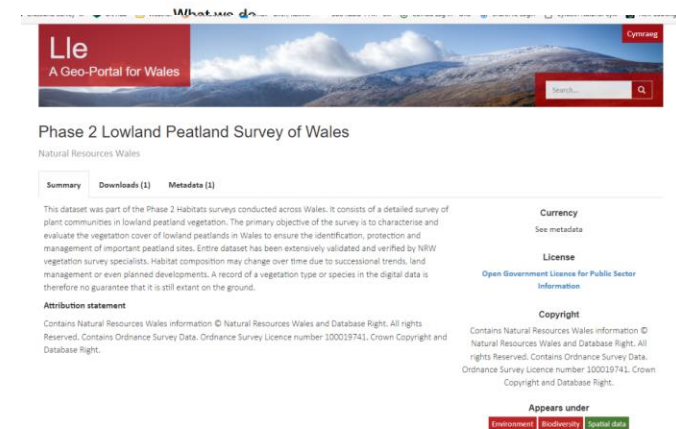 What we do
Cymraeg
Lle
A Geo-Portal for Wales
Search...
Phase 2 Lowland Peatland Survey of Wales
Natural Resources Wales
Summary Downloads (1) Metadata (1)
This dataset was part of the Phase 2 Habitats surveys conducted across Wales. It consists of a detailed survey of
plant communities in lowland peatland vegetation. The primary objective of the survey is to characterise and
evaluate the vegetation cover of lowland peatlands in Wales to ensure the identification, protection and
management of important peatland sites. Entire dataset has been extensively validated and verified by NRW
vegetation survey specialists. Habitat composition may change over time due to successional trends, land
management or even planned developments. A record of a vegetation type or species in the digital data is
therefore no guarantee that it is still extant on the ground.
Attribution statement
Contains Natural Resources Wales information © Natural Resources Wales and Database Right. All rights
Reserved. Contains Ordnance Survey Data. Ordnance Survey Licence number 100019741. Crown Copyright and
Database Right.
Currency
See metadata
License
Open Government Licence for Public Sector
Information
Copyright
Contains Natural Resources Wales information ©
Natural Resources Wales and Database Right. All
rights Reserved. Contains Ordnance Survey Data.
Ordnance Survey Licence number 100019741. Crown
Copyright and Database Right.
Appears under
Environment Biodiversity Spatial data